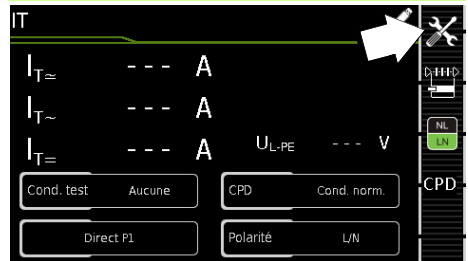 IT
IT≃ --- A
IT~ --- A
IT= --- A
UL-PE --- V
Cond. test Aucune
CPD Cond. norm.
Direct P1
Polarité L/N
NL
LN
CPD